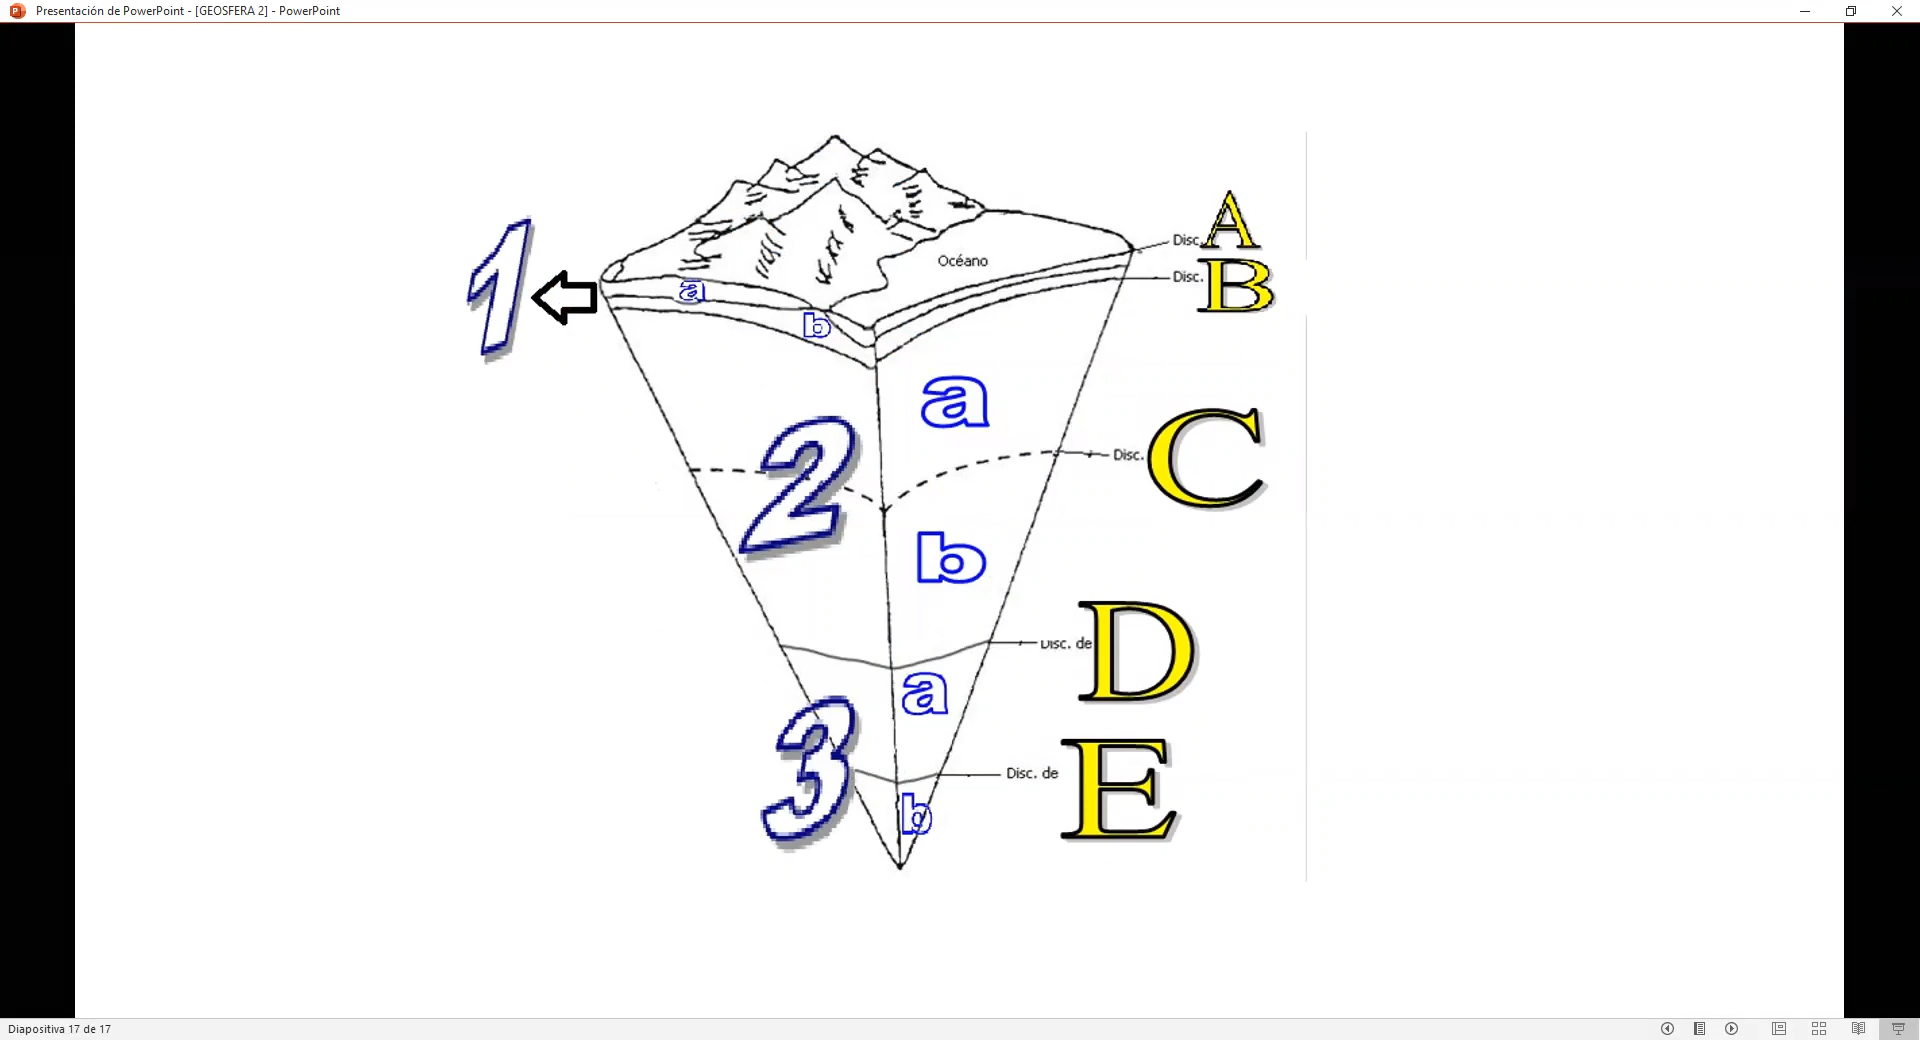 Presentación de PowerPoint - [GEOSFERA 2] - PowerPoint
1
a
b
Océano
Disc. A
Disc. B
2
a
Disc. C
b
Disc. de D
3
a
Disc. de E
b
Diapositiva 17 de 17